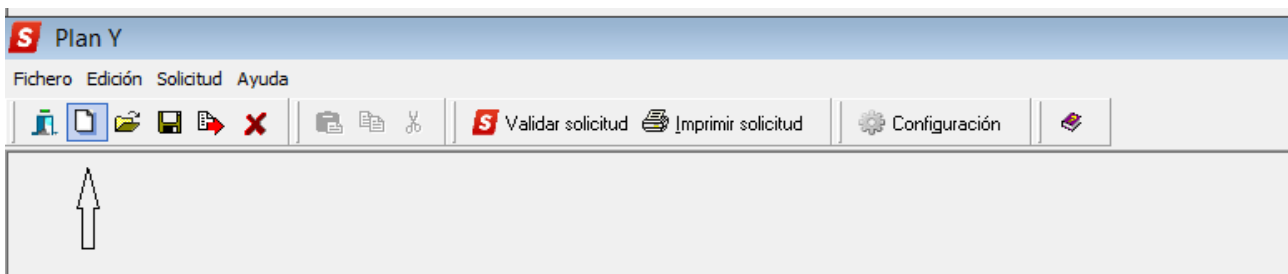 S Plan Y
Fichero Edición Solicitud Ayuda
S Validar solicitud Imprimir solicitud Configuración